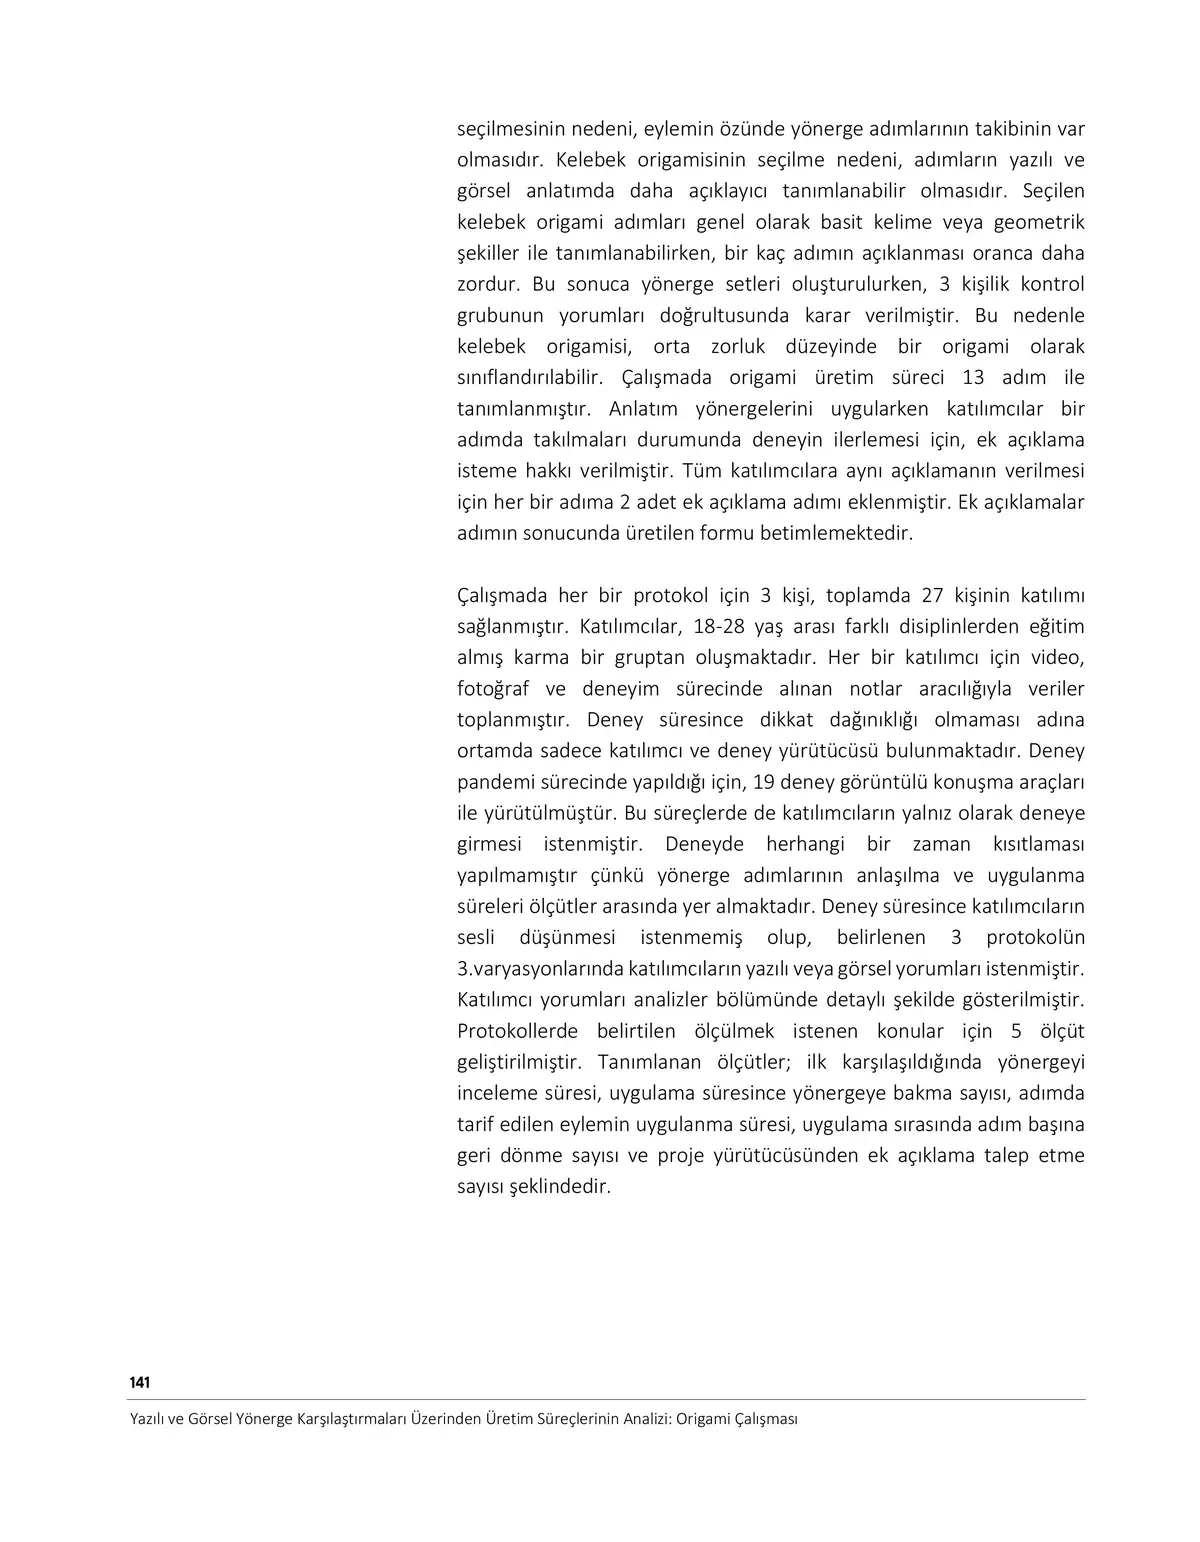 seçilmesinin nedeni, eylemin özünde yönerge adımlarının takibinin var
olmasıdır. Kelebek origamisinin seçilme nedeni, adımların yazılı ve
görsel anlatımda daha açıklayıcı tanımlanabilir olmasıdır. Seçilen
kelebek origami adımları genel olarak basit kelime veya geometrik
şekiller ile tanımlanabilirken, bir kaç adımın açıklanması oranca daha
zordur. Bu sonuca yönerge setleri oluşturulurken, 3 kişilik kontrol
grubunun yorumları doğrultusunda karar verilmiştir. Bu nedenle
kelebek origamisi, orta zorluk düzeyinde bir origami olarak
sınıflandırılabilir. Çalışmada origami üretim süreci 13 adım ile
tanımlanmıştır. Anlatım yönergelerini uygularken katılımcılar bir
adımda takılmaları durumunda deneyin ilerlemesi için, ek açıklama
isteme hakkı verilmiştir. Tüm katılımcılara aynı açıklamanın verilmesi
için her bir adıma 2 adet ek açıklama adımı eklenmiştir. Ek açıklamalar
adımın sonucunda üretilen formu betimlemektedir.
Çalışmada her bir protokol için 3 kişi, toplamda 27 kişinin katılımı
sağlanmıştır. Katılımcılar, 18-28 yaş arası farklı disiplinlerden eğitim
almış karma bir gruptan oluşmaktadır. Her bir katılımcı için video,
fotoğraf ve deneyim sürecinde alınan notlar aracılığıyla veriler
toplanmıştır. Deney süresince dikkat dağınıklığı olmaması adına
ortamda sadece katılımcı ve deney yürütücüsü bulunmaktadır. Deney
pandemi sürecinde yapıldığı için, 19 deney görüntülü konuşma araçları
ile yürütülmüştür. Bu süreçlerde de katılımcıların yalnız olarak deneye
girmesi istenmiştir. Deneyde herhangi bir zaman kısıtlaması
yapılmamıştır çünkü yönerge adımlarının anlaşılma ve uygulanma
süreleri ölçütler arasında yer almaktadır. Deney süresince katılımcıların
sesli düşünmesi istenmemiş olup, belirlenen 3 protokolün
3.varyasyonlarında katılımcıların yazılı veya görsel yorumları istenmiştir.
Katılımcı yorumları analizler bölümünde detaylı şekilde gösterilmiştir.
Protokollerde belirtilen ölçülmek istenen konular için 5 ölçüt
geliştirilmiştir. Tanımlanan ölçütler; ilk karşılaşıldığında yönergeyi
inceleme süresi, uygulama süresince yönergeye bakma sayısı, adımda
tarif edilen eylemin uygulanma süresi, uygulama sırasında adım başına
geri dönme sayısı ve proje yürütücüsünden ek açıklama talep etme
sayısı şeklindedir.
141
Yazılı ve Görsel Yönerge Karşılaştırmaları Üzerinden Üretim Süreçlerinin Analizi: Origami Çalışması